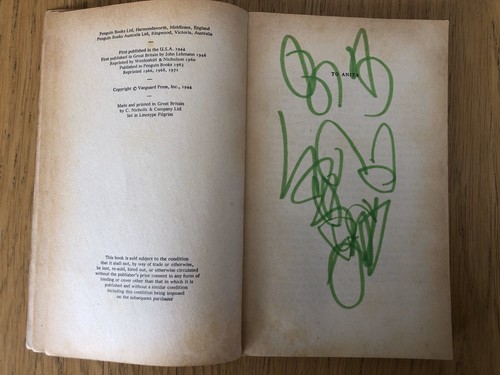 Penguin Books Ltd, Harmondsworth, Middlesex, England
Penguin Books Australia Ltd, Ringwood, Victoria, Australia
First published in the U.S.A. 1944
First published in Great Britain by John Lehmann 1946
Reprinted by Weidenfeld & Nicholson 1960
Published in Penguin Books 1963
Reprinted 1966, 1968, 1971
Copyright © Vanguard Press, Inc., 1944
Made and printed in Great Britain
by C. Nicholls & Company Ltd
Set in Linotype Pilgrim
This book is sold subject to the condition
that it shall not, by way of trade or otherwise,
be lent, re-sold, hired out, or otherwise circulated
without the publisher's prior consent in any form of
binding or cover other than that in which it is
published and without a similar condition
including this condition being imposed
on the subsequent purchaser
TO ANITA